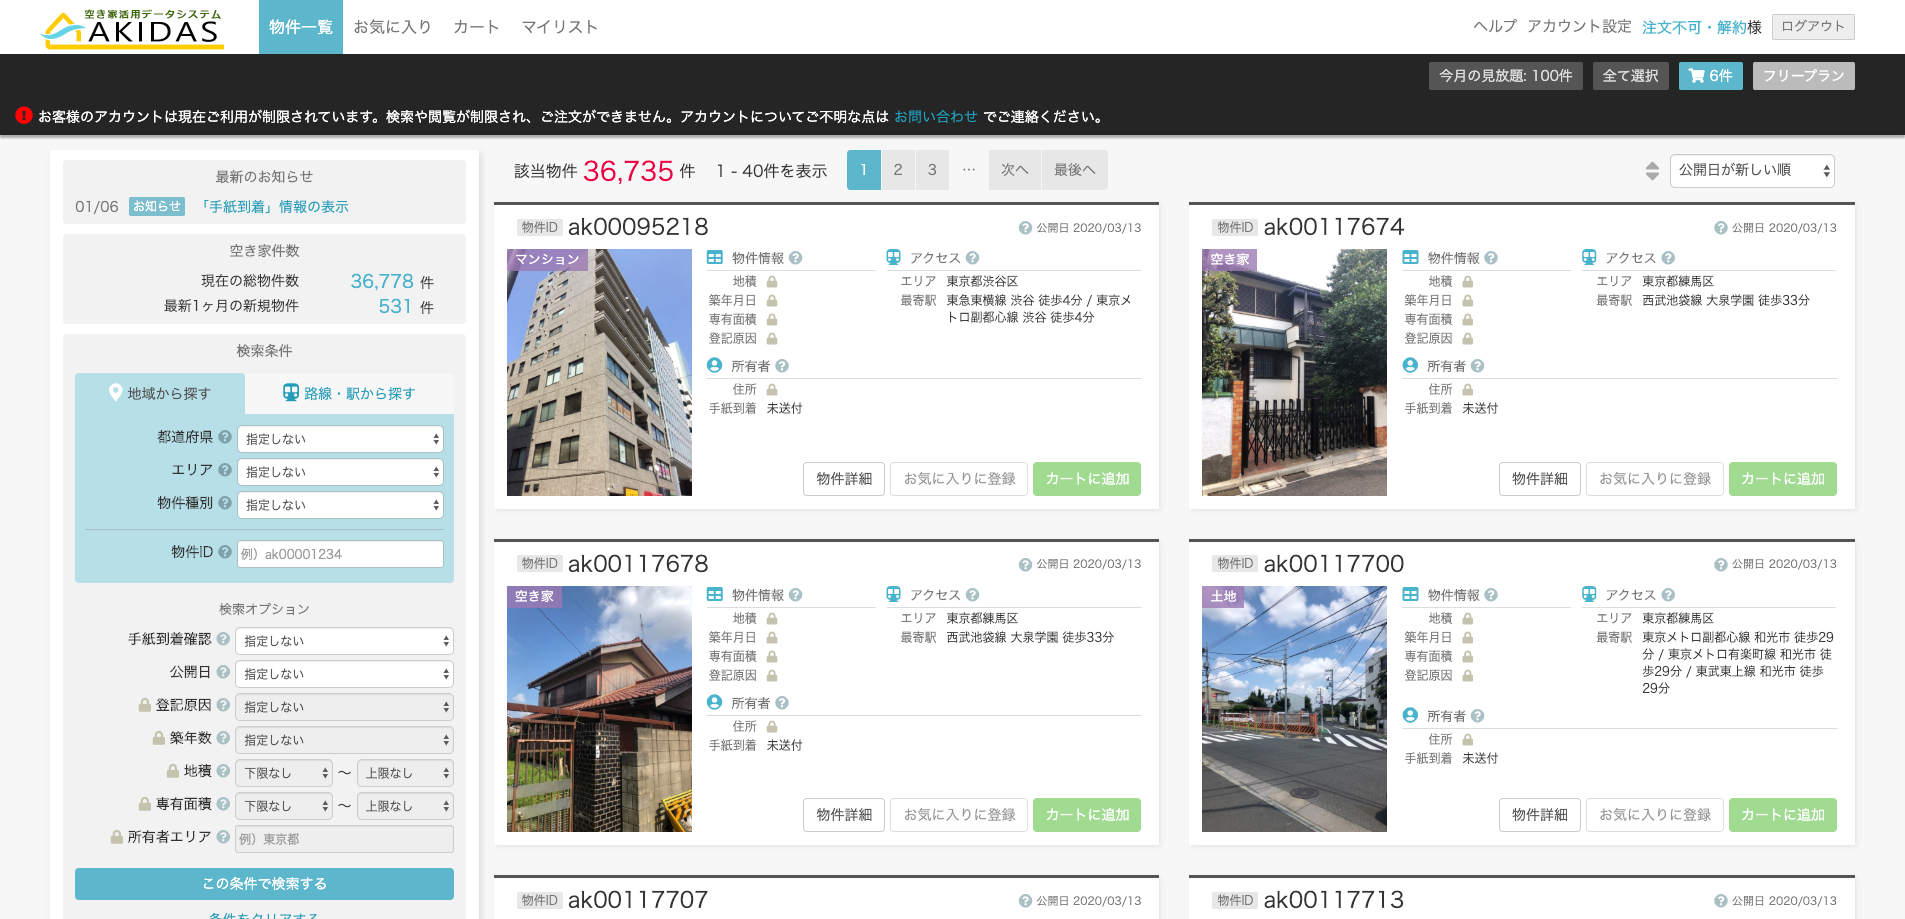 空き家活用データシステム
AKIDAS
物件一覧 お気に入り カート マイリスト
ヘルプ アカウント設定 注文不可・解約様 ログアウト
今月の見放題: 100件 全て選択 6件 フリープラン
お客様のアカウントは現在ご利用が制限されています。検索や閲覧が制限され、ご注文ができません。アカウントについてご不明な点は お問い合わせ でご連絡ください。
最新のお知らせ
01/06 お知らせ 「手紙到着」情報の表示
空き家件数
現在の総物件数 36,778 件
最新1ヶ月の新規物件 531 件
検索条件
地域から探す 路線・駅から探す
都道府県 指定しない
エリア 指定しない
物件種別 指定しない
物件ID 例）ak00001234
検索オプション
手紙到着確認 指定しない
公開日 指定しない
登記原因 指定しない
築年数 指定しない
地積 下限なし 〜 上限なし
専有面積 下限なし 〜 上限なし
所有者エリア 例）東京都
この条件で検索する
条件をクリアする
該当物件 36,735 件 1 - 40件を表示 1 2 3 … 次へ 最後へ
公開日が新しい順
物件ID ak00095218 公開日 2020/03/13
マンション
物件情報
地積
築年月日
専有面積
登記原因
アクセス
エリア 東京都渋谷区
最寄駅 東急東横線 渋谷 徒歩4分 / 東京メ
トロ副都心線 渋谷 徒歩4分
所有者
住所
手紙到着 未送付
物件詳細 お気に入りに登録 カートに追加
物件ID ak00117674 公開日 2020/03/13
空き家
物件情報
地積
築年月日
専有面積
登記原因
アクセス
エリア 東京都練馬区
最寄駅 西武池袋線 大泉学園 徒歩33分
所有者
住所
手紙到着 未送付
物件詳細 お気に入りに登録 カートに追加
物件ID ak00117678 公開日 2020/03/13
空き家
物件情報
地積
築年月日
専有面積
登記原因
アクセス
エリア 東京都練馬区
最寄駅 西武池袋線 大泉学園 徒歩33分
所有者
住所
手紙到着 未送付
物件詳細 お気に入りに登録 カートに追加
物件ID ak00117700 公開日 2020/03/13
土地
物件情報
地積
築年月日
専有面積
登記原因
アクセス
エリア 東京都練馬区
最寄駅 東京メトロ副都心線 和光市 徒歩29
分 / 東京メトロ有楽町線 和光市 徒
歩29分 / 東武東上線 和光市 徒歩
29分
所有者
住所
手紙到着 未送付
物件詳細 お気に入りに登録 カートに追加
物件ID ak00117707 公開日 2020/03/13
物件ID ak00117713 公開日 2020/03/13